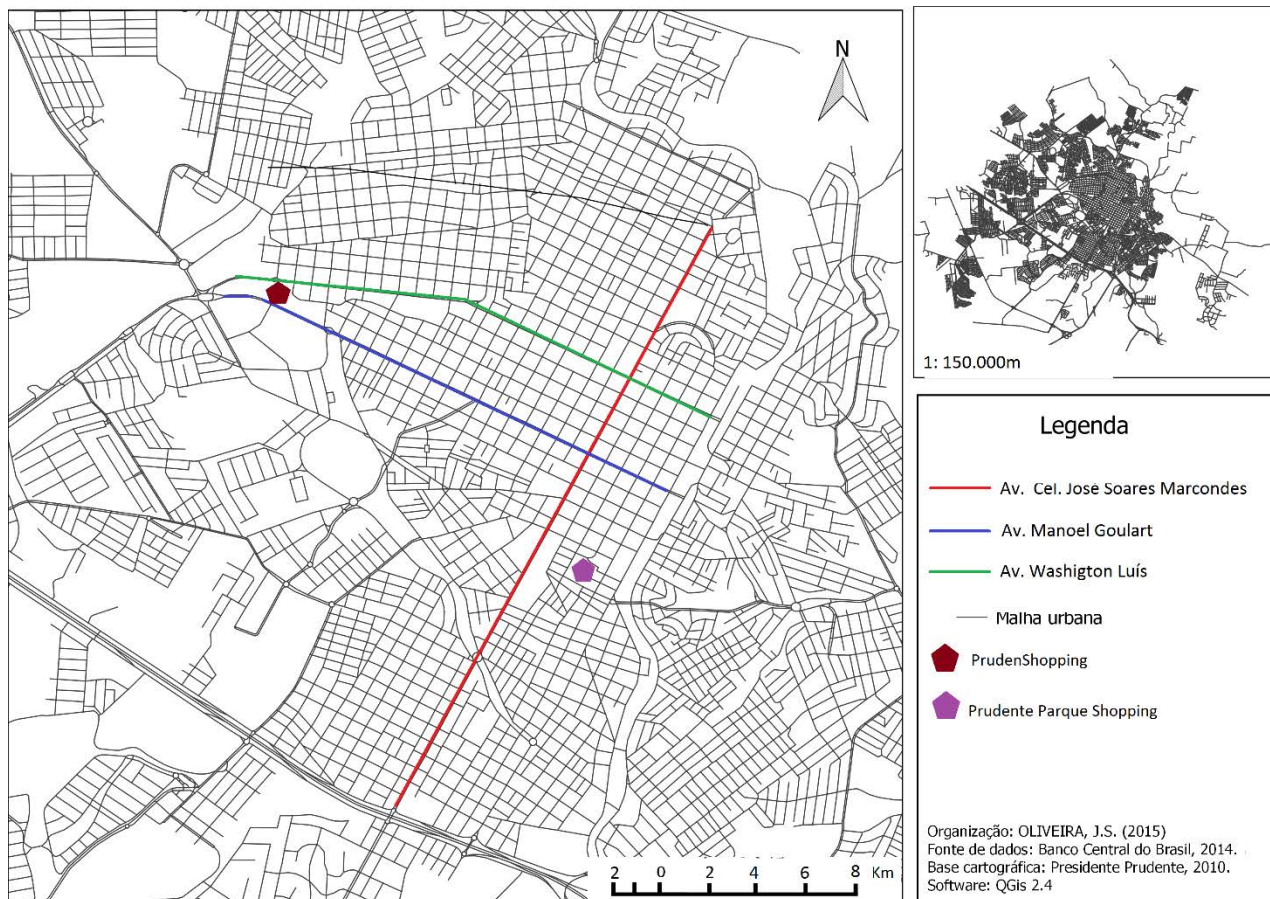 N
2 0 2 4 6 8 Km
1: 150.000m
Legenda
Av. Cel. José Soares Marcondes
Av. Manoel Goulart
Av. Washigton Luís
Malha urbana
PrudenShopping
Prudente Parque Shopping
Organização: OLIVEIRA, J.S. (2015)
Fonte de dados: Banco Central do Brasil, 2014.
Base cartográfica: Presidente Prudente, 2010.
Software: QGis 2.4